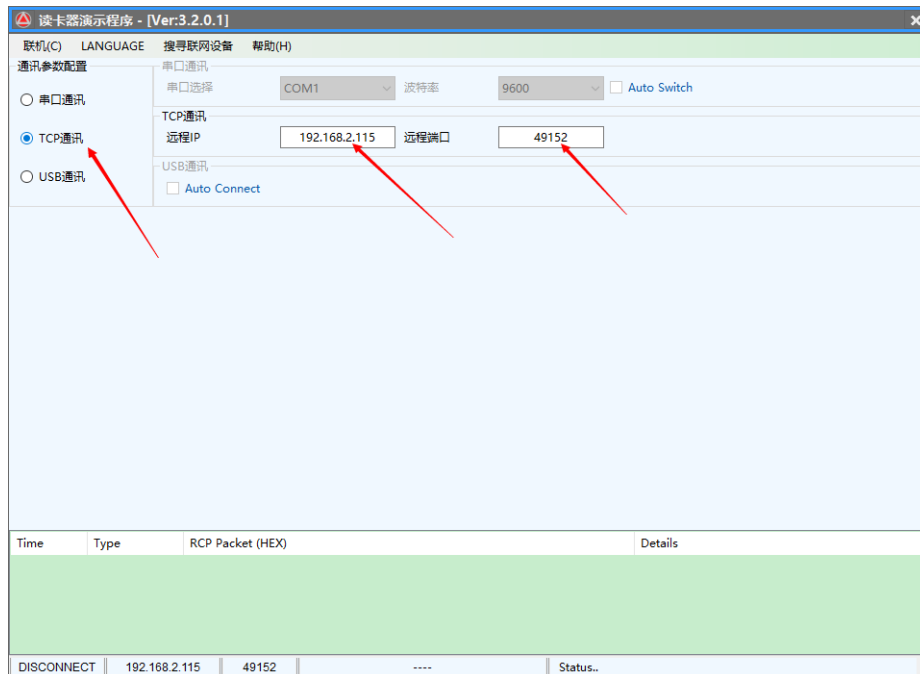 读卡器演示程序 - [Ver:3.2.0.1]
联机(C) LANGUAGE 搜寻联网设备 帮助(H)
通讯参数配置
串口通讯
TCP通讯
USB通讯
串口通讯
串口选择 COM1 波特率 9600 Auto Switch
TCP通讯
远程IP 192.168.2.115 远程端口 49152
USB通讯
Auto Connect
Time Type RCP Packet (HEX) Details
DISCONNECT 192.168.2.115 49152 ---- Status..